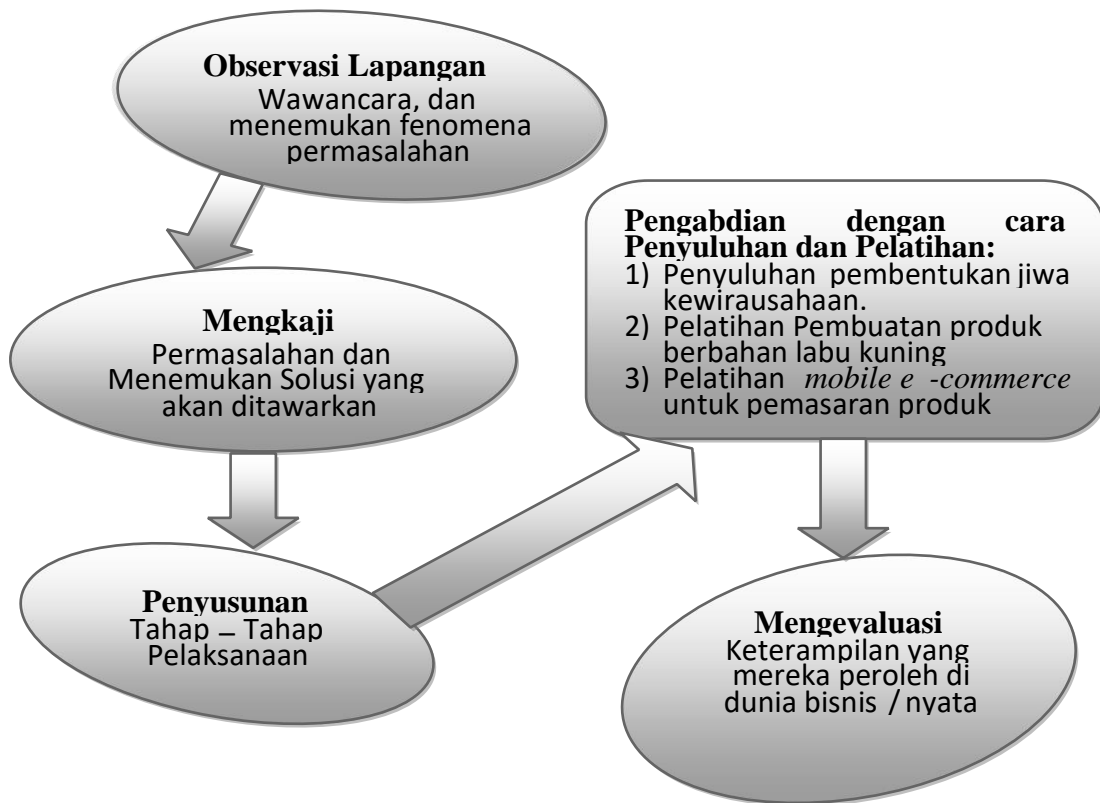 Observasi Lapangan
Wawancara, dan
menemukan fenomena
permasalahan
Mengkaji
Permasalahan dan
Menemukan Solusi yang
akan ditawarkan
Penyusunan
Tahap – Tahap
Pelaksanaan
Pengabdian dengan cara
Penyuluhan dan Pelatihan:
1) Penyuluhan pembentukan jiwa
kewirausahaan.
2) Pelatihan Pembuatan produk
berbahan labu kuning
3) Pelatihan mobile e -commerce
untuk pemasaran produk
Mengevaluasi
Keterampilan yang
mereka peroleh di
dunia bisnis / nyata